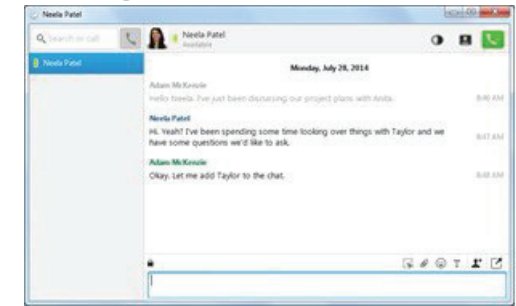 Neela Patel
Search or call
Neela Patel
Available
Neela Patel
Monday, July 28, 2014
Adam McKenzie
Hello Neela. I've just been discussing our project plans with Anita.
8:46 AM
Neela Patel
Hi. Yeah! I've been spending some time looking over things with Taylor and we
have some questions we'd like to ask.
8:47 AM
Adam McKenzie
Okay. Let me add Taylor to the chat.
8:48 AM
T